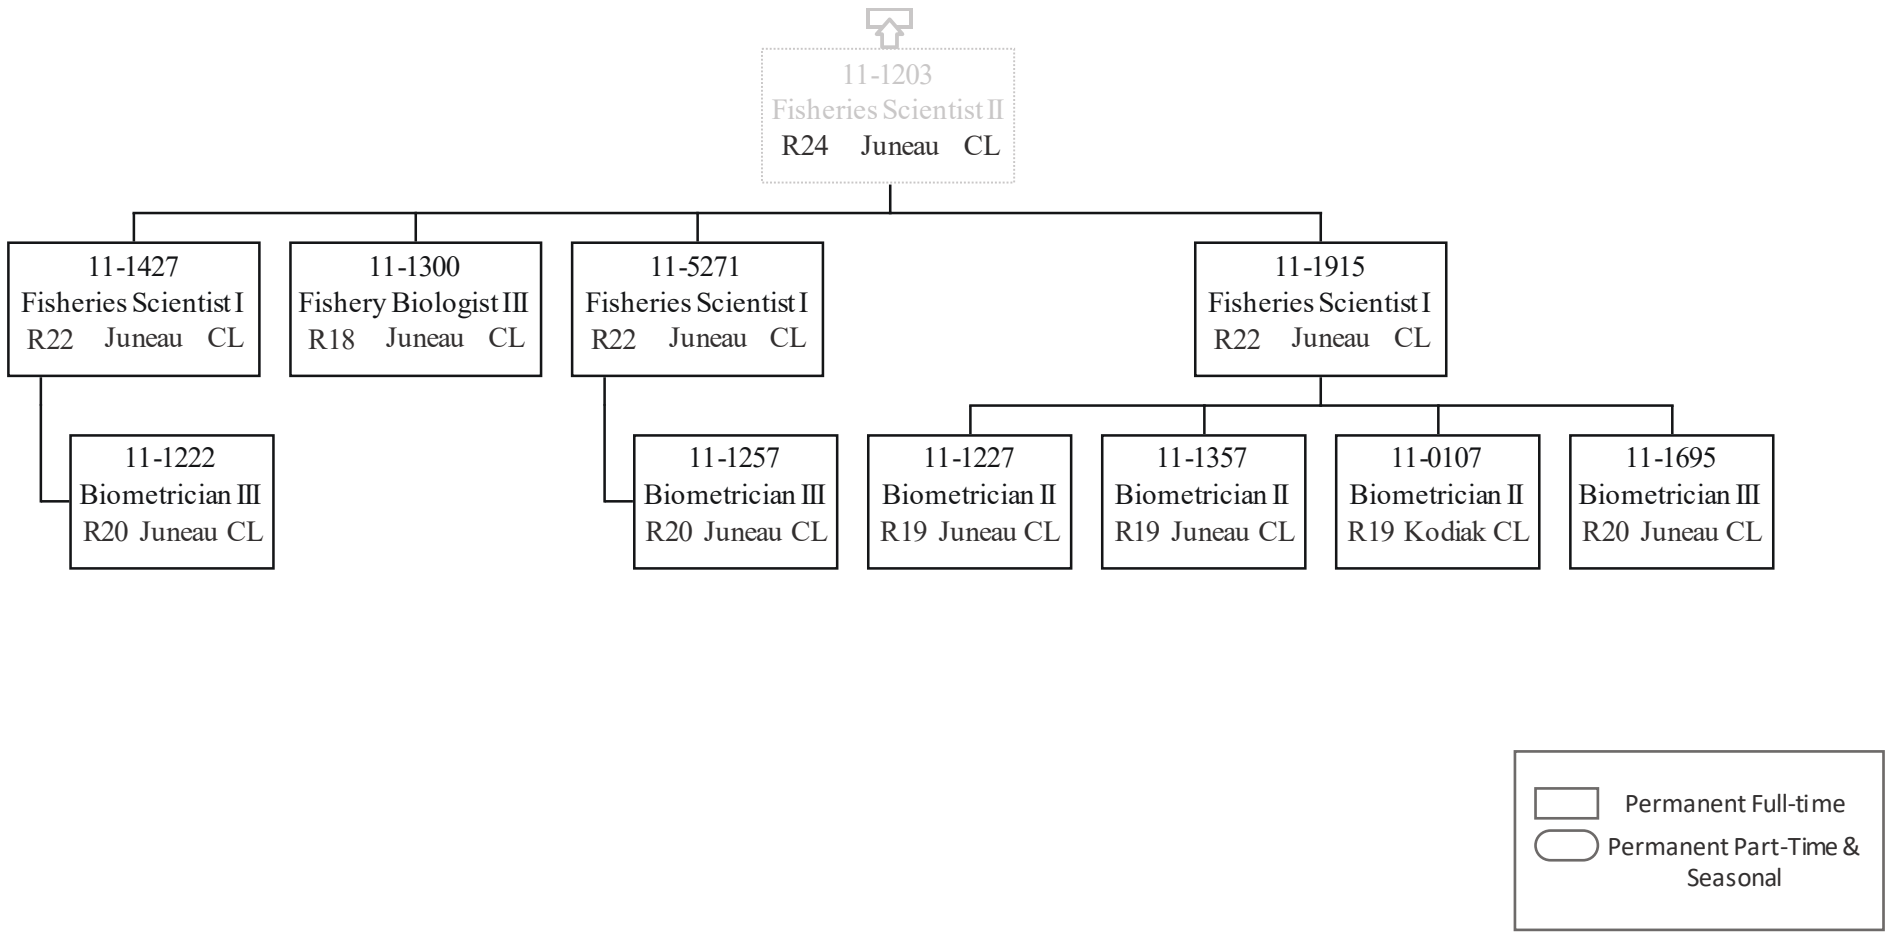 11-1203
Fisheries Scientist II
R24 Juneau CL
11-1427
Fisheries Scientist I
R22 Juneau CL
11-1300
Fishery Biologist III
R18 Juneau CL
11-5271
Fisheries Scientist I
R22 Juneau CL
11-1915
Fisheries Scientist I
R22 Juneau CL
11-1222
Biometrician III
R20 Juneau CL
11-1257
Biometrician III
R20 Juneau CL
11-1227
Biometrician II
R19 Juneau CL
11-1357
Biometrician II
R19 Juneau CL
11-0107
Biometrician II
R19 Kodiak CL
11-1695
Biometrician III
R20 Juneau CL
Permanent Full-time
Permanent Part-Time &
Seasonal